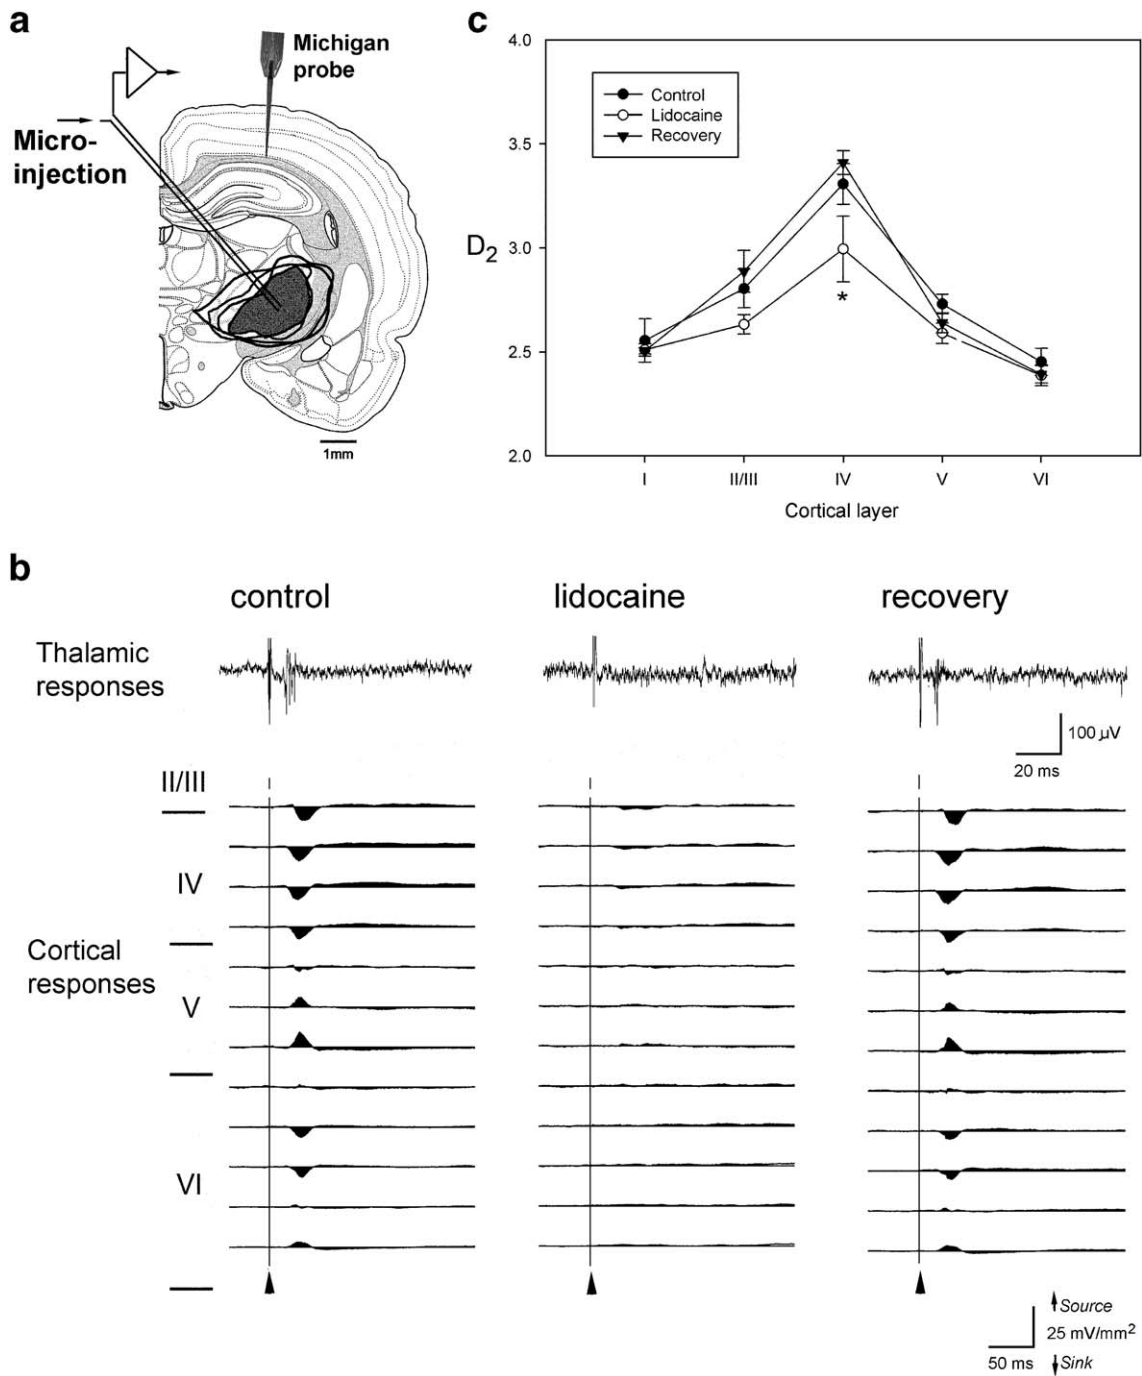 a
Michigan
probe
Micro-
injection
1mm
c
4.0
3.5
3.0
2.5
2.0
D2
Control
Lidocaine
Recovery
*
I II/III IV V VI
Cortical layer
b
control lidocaine recovery
Thalamic
responses
100 µV
20 ms
II/III
IV
Cortical
responses
V
VI
Source
25 mV/mm2
50 ms Sink